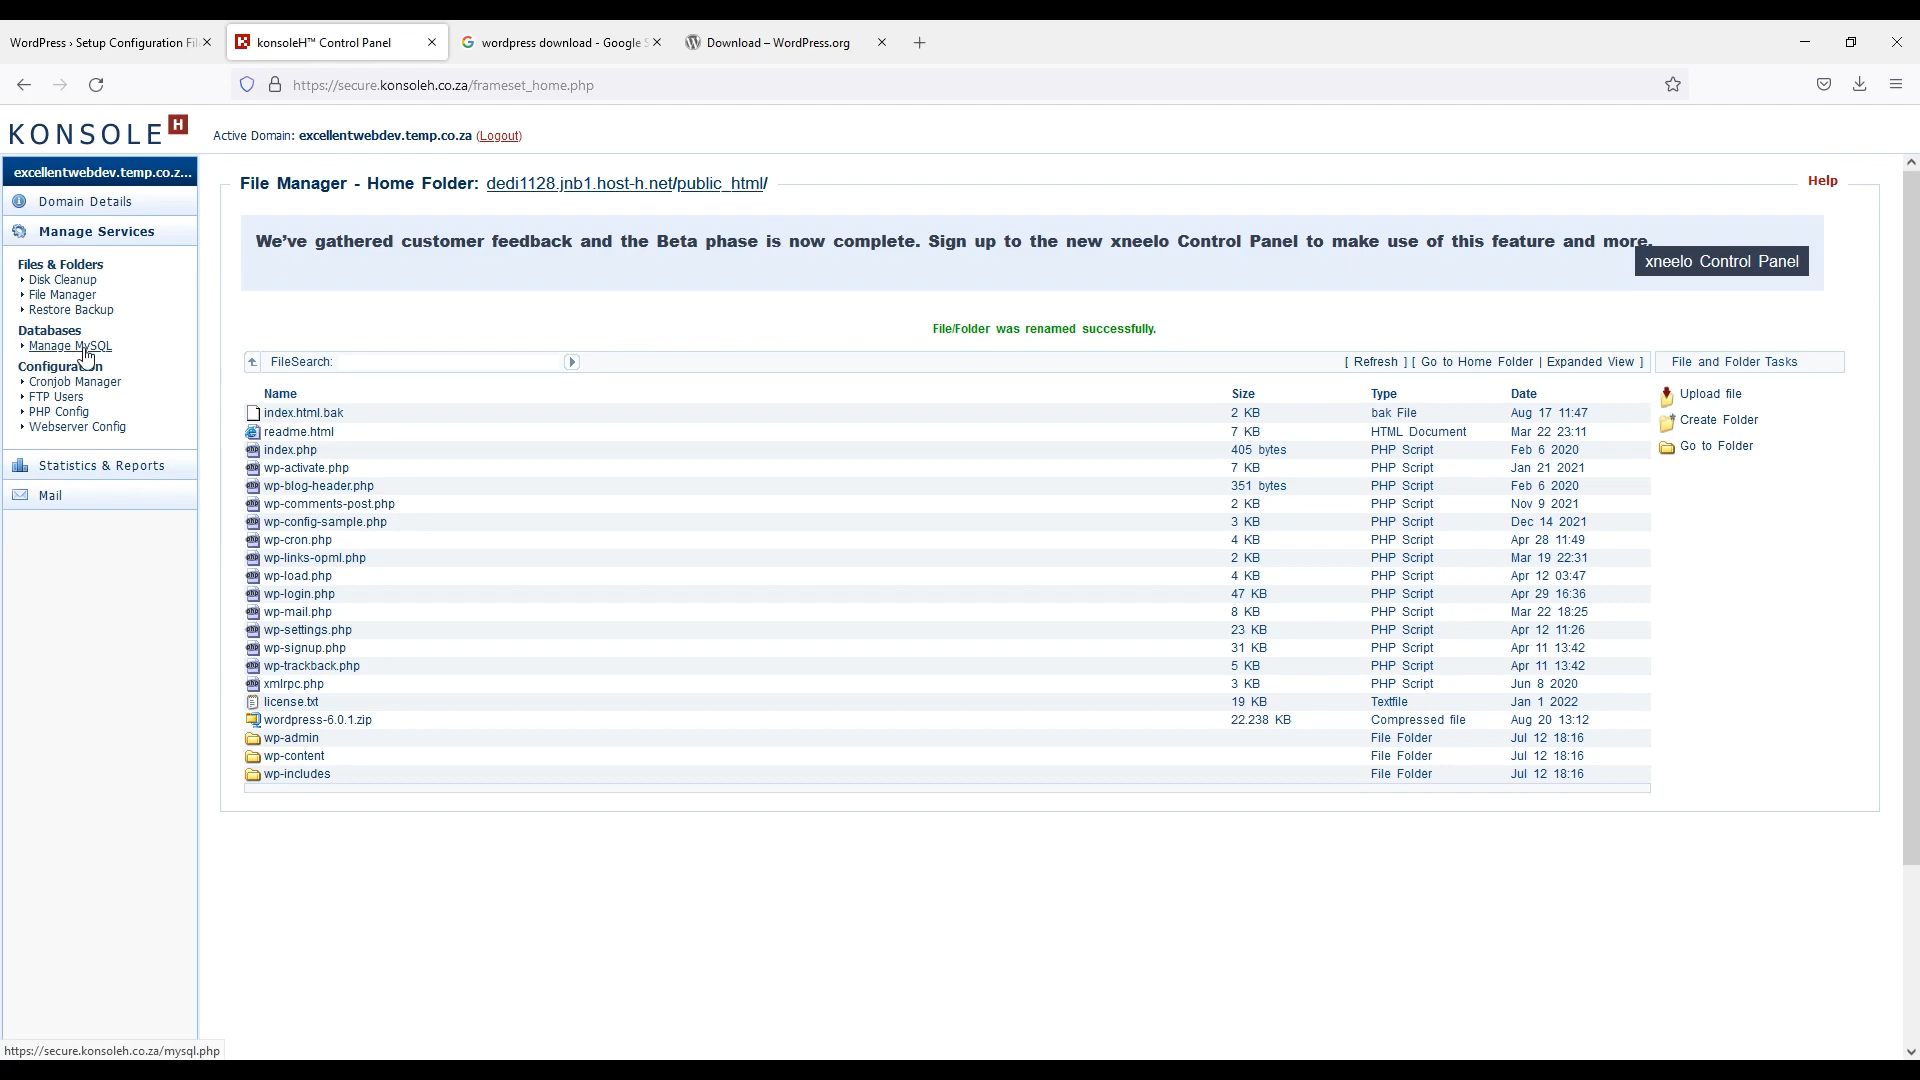 WordPress › Setup Configuration Fil
konsoleH™ Control Panel
wordpress download - Google S
Download – WordPress.org
https://secure.konsoleh.co.za/frameset_home.php
KONSOLE H
Active Domain: excellentwebdev.temp.co.za (Logout)
excellentwebdev.temp.co.z...
Domain Details
Manage Services
Files & Folders
Disk Cleanup
File Manager
Restore Backup
Databases
Manage MySQL
Configuration
Cronjob Manager
FTP Users
PHP Config
Webserver Config
Statistics & Reports
Mail
File Manager - Home Folder: dedi1128.jnb1.host-h.net/public_html/
Help
We've gathered customer feedback and the Beta phase is now complete. Sign up to the new xneelo Control Panel to make use of this feature and more.
xneelo Control Panel
File/Folder was renamed successfully.
FileSearch:
[ Refresh ] [ Go to Home Folder | Expanded View ]
File and Folder Tasks
Upload file
Create Folder
Go to Folder
Name Size Type Date
index.html.bak 2 KB bak File Aug 17 11:47
readme.html 7 KB HTML Document Mar 22 23:11
index.php 405 bytes PHP Script Feb 6 2020
wp-activate.php 7 KB PHP Script Jan 21 2021
wp-blog-header.php 351 bytes PHP Script Feb 6 2020
wp-comments-post.php 2 KB PHP Script Nov 9 2021
wp-config-sample.php 3 KB PHP Script Dec 14 2021
wp-cron.php 4 KB PHP Script Apr 28 11:49
wp-links-opml.php 2 KB PHP Script Mar 19 22:31
wp-load.php 4 KB PHP Script Apr 12 03:47
wp-login.php 47 KB PHP Script Apr 29 16:36
wp-mail.php 8 KB PHP Script Mar 22 18:25
wp-settings.php 23 KB PHP Script Apr 12 11:26
wp-signup.php 31 KB PHP Script Apr 11 13:42
wp-trackback.php 5 KB PHP Script Apr 11 13:42
xmlrpc.php 3 KB PHP Script Jun 8 2020
license.txt 19 KB Textfile Jan 1 2022
wordpress-6.0.1.zip 22.238 KB Compressed file Aug 20 13:12
wp-admin File Folder Jul 12 18:16
wp-content File Folder Jul 12 18:16
wp-includes File Folder Jul 12 18:16
https://secure.konsoleh.co.za/mysql.php